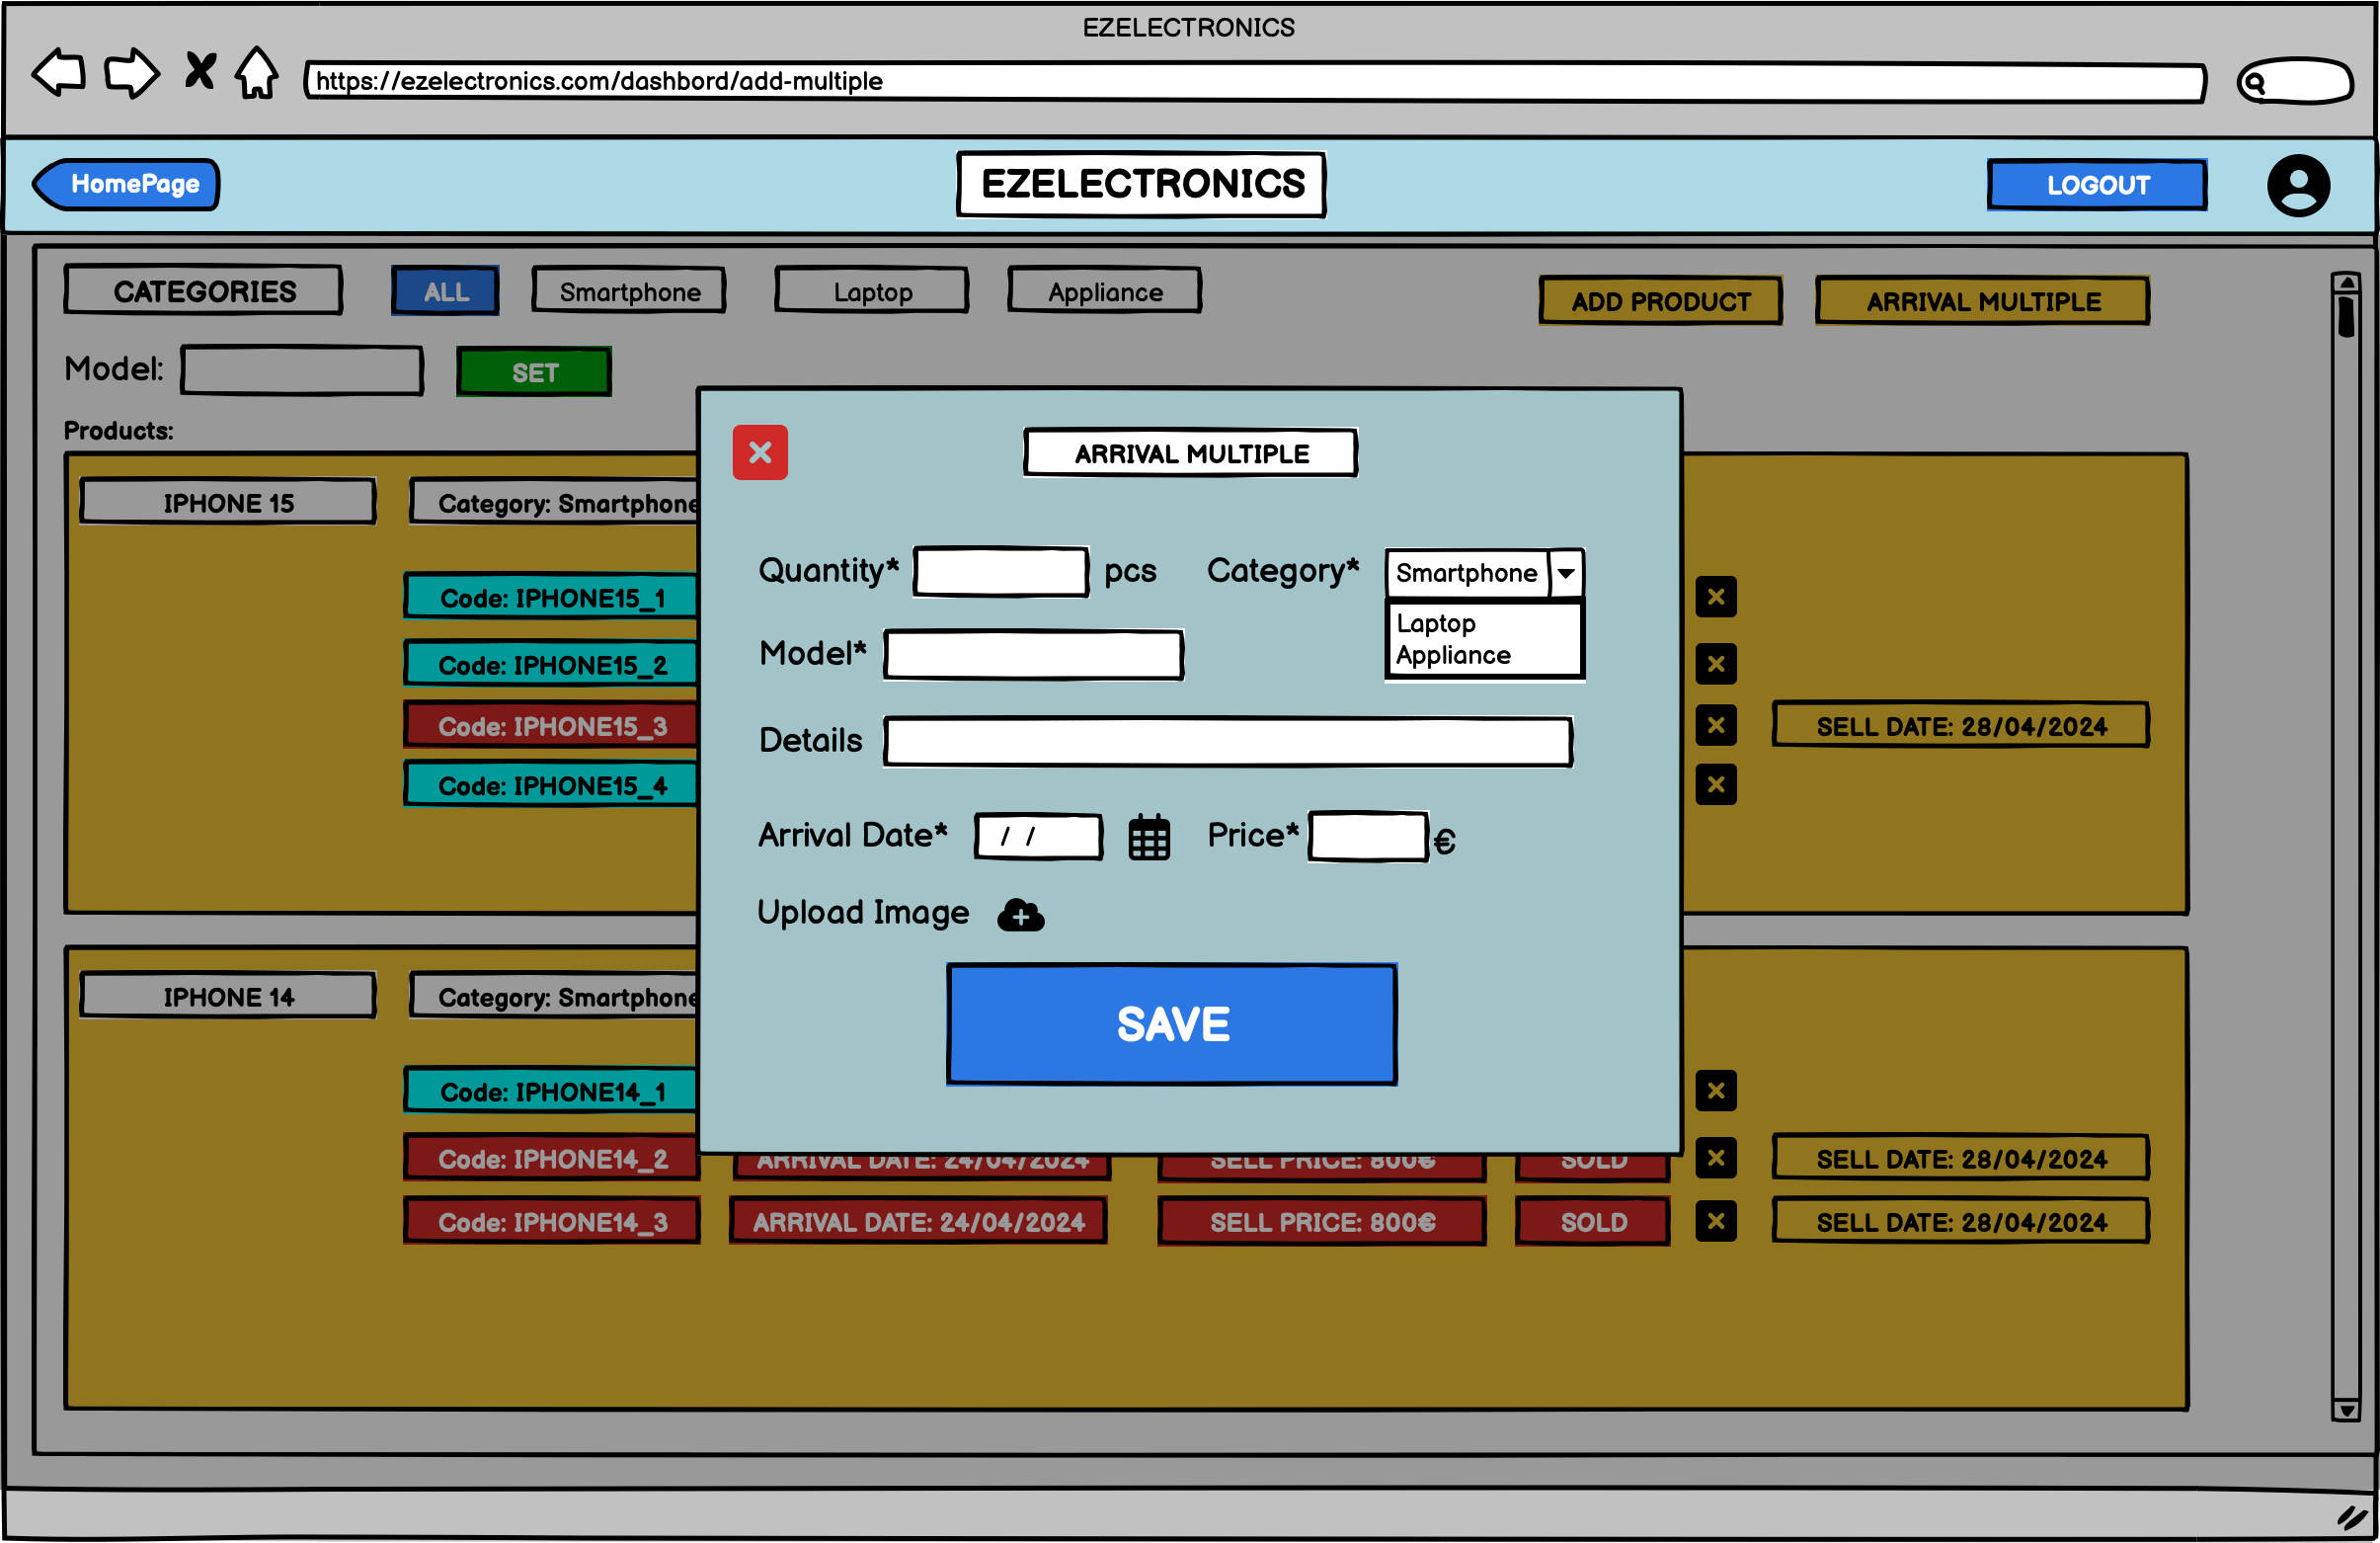 EZELECTRONICS
https://ezelectronics.com/dashbord/add-multiple
HomePage
EZELECTRONICS
LOGOUT
CATEGORIES ALL Smartphone Laptop Appliance
ADD PRODUCT ARRIVAL MULTIPLE
Model: SET
Products:
IPHONE 15 Category: Smartphone
Code: IPHONE15_1
Code: IPHONE15_2
Code: IPHONE15_3 SELL DATE: 28/04/2024
Code: IPHONE15_4
ARRIVAL MULTIPLE
Quantity* pcs Category* Smartphone
Laptop
Appliance
Model*
Details
Arrival Date* / / Price* €
Upload Image
SAVE
IPHONE 14 Category: Smartphone
Code: IPHONE14_1
Code: IPHONE14_2 ARRIVAL DATE: 24/04/2024 SELL PRICE: 800€ SOLD SELL DATE: 28/04/2024
Code: IPHONE14_3 ARRIVAL DATE: 24/04/2024 SELL PRICE: 800€ SOLD SELL DATE: 28/04/2024